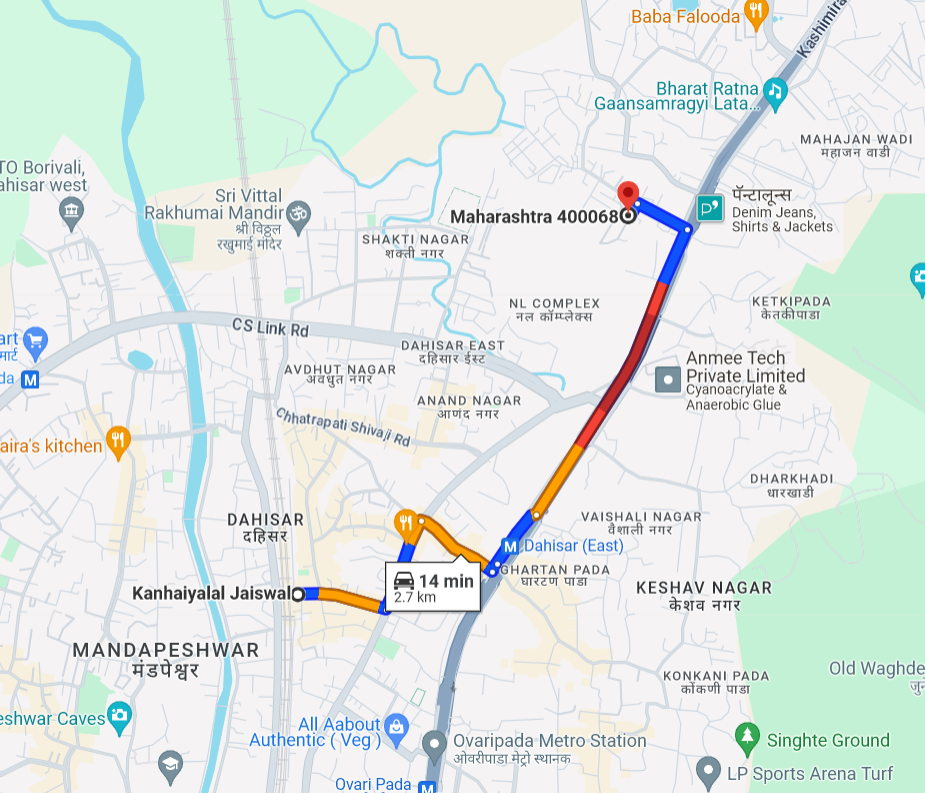 Baba Falooda
Kashimira
Bharat Ratna
Gaansamragyi Lata...
MAHAJAN WADI
महाजन वाडी
TO Borivali,
ahisar west
Sri Vittal
Rakhumai Mandir
श्री विठ्ठल
रखुमाई मंदिर
Maharashtra 400068
पॅन्टालून्स
Denim Jeans,
Shirts & Jackets
SHAKTI NAGAR
शक्ती नगर
NL COMPLEX
नल कॉम्प्लेक्स
KETKIPADA
केतकीपाडा
CS Link Rd
art
मार्ट
da M
DAHISAR EAST
दहिसार ईस्ट
AVDHUT NAGAR
अवधुत नगर
Anmee Tech
Private Limited
Cyanoacrylate &
Anaerobic Glue
ANAND NAGAR
आणंद नगर
Chhatrapati Shivaji Rd
aira's kitchen
DHARKHADI
धारखाडी
DAHISAR
दहिसर
VAISHALI NAGAR
वैशाली नगर
M Dahisar (East)
GHARTAN PADA
घारटण पाडा
14 min
2.7 km
Kanhaiyalal Jaiswal
KESHAV NAGAR
केशव नगर
MANDAPESHWAR
मंडपेश्वर
KONKANI PADA
कोंकणी पाडा
Old Waghde
जुन
eshwar Caves
All Aabout
Authentic ( Veg )
Ovaripada Metro Station
ओवरीपाडा मेट्रो स्थानक
Singhte Ground
LP Sports Arena Turf
Ovari Pada M